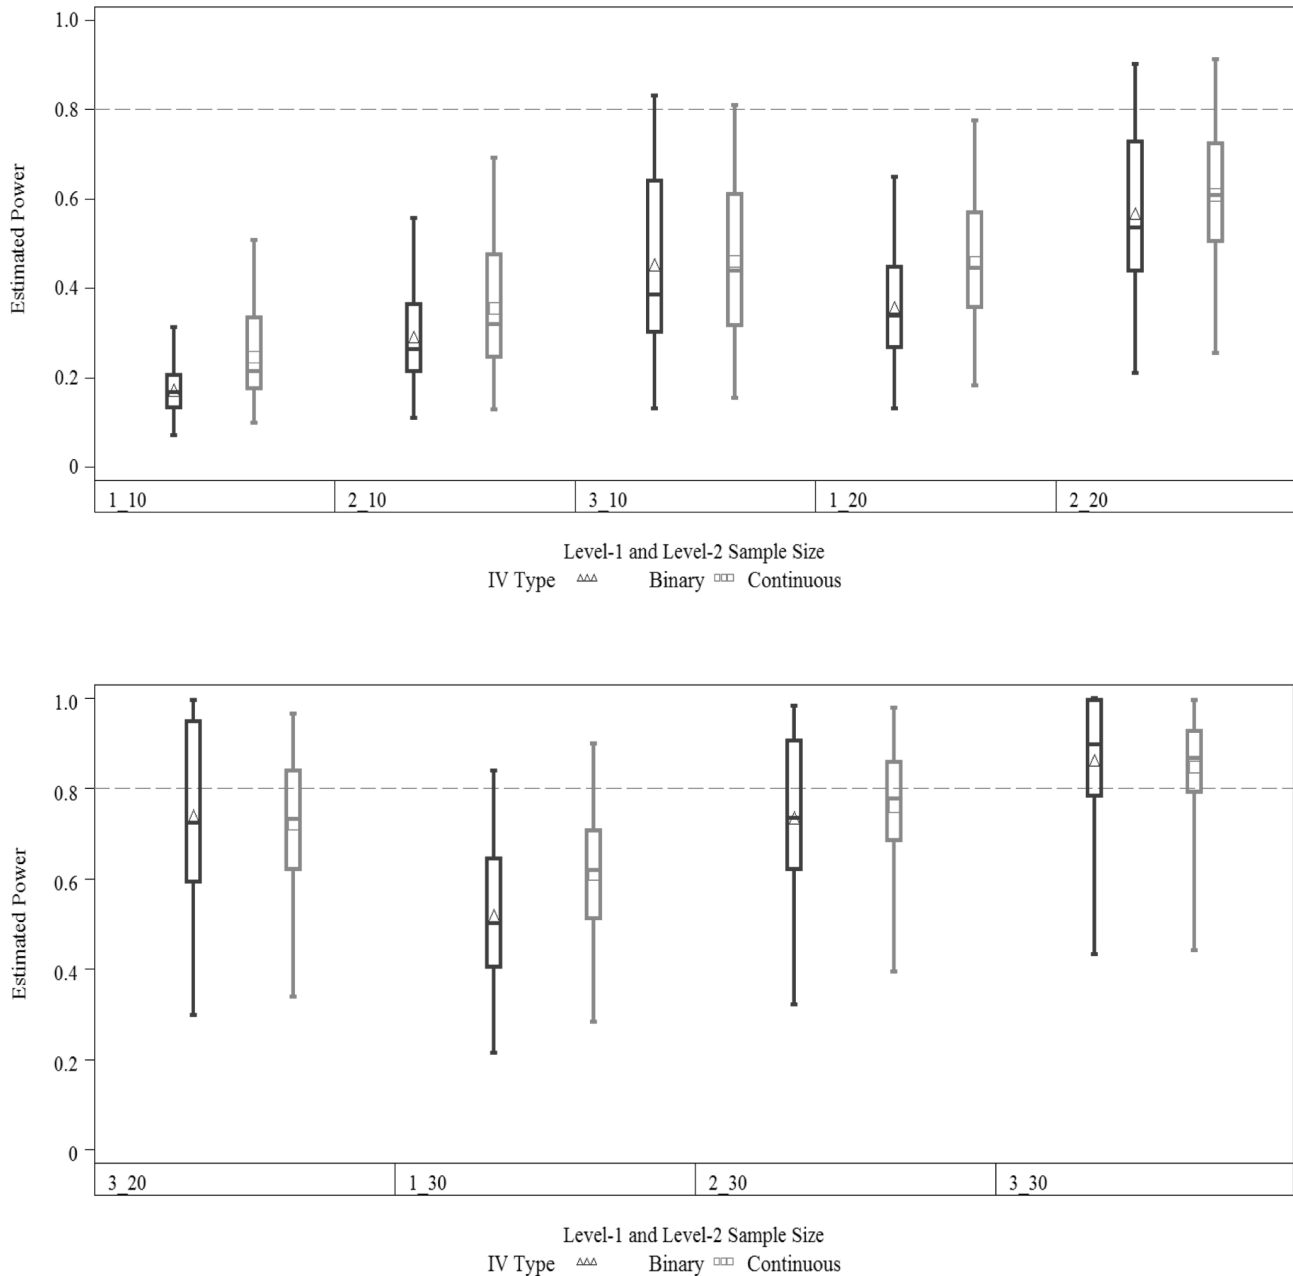 1.0
0.8
0.6
0.4
0.2
0
Estimated Power
1_10 2_10 3_10 1_20 2_20
Level-1 and Level-2 Sample Size
IV Type Binary Continuous
1.0
0.8
0.6
0.4
0.2
0
Estimated Power
3_20 1_30 2_30 3_30
Level-1 and Level-2 Sample Size
IV Type Binary Continuous